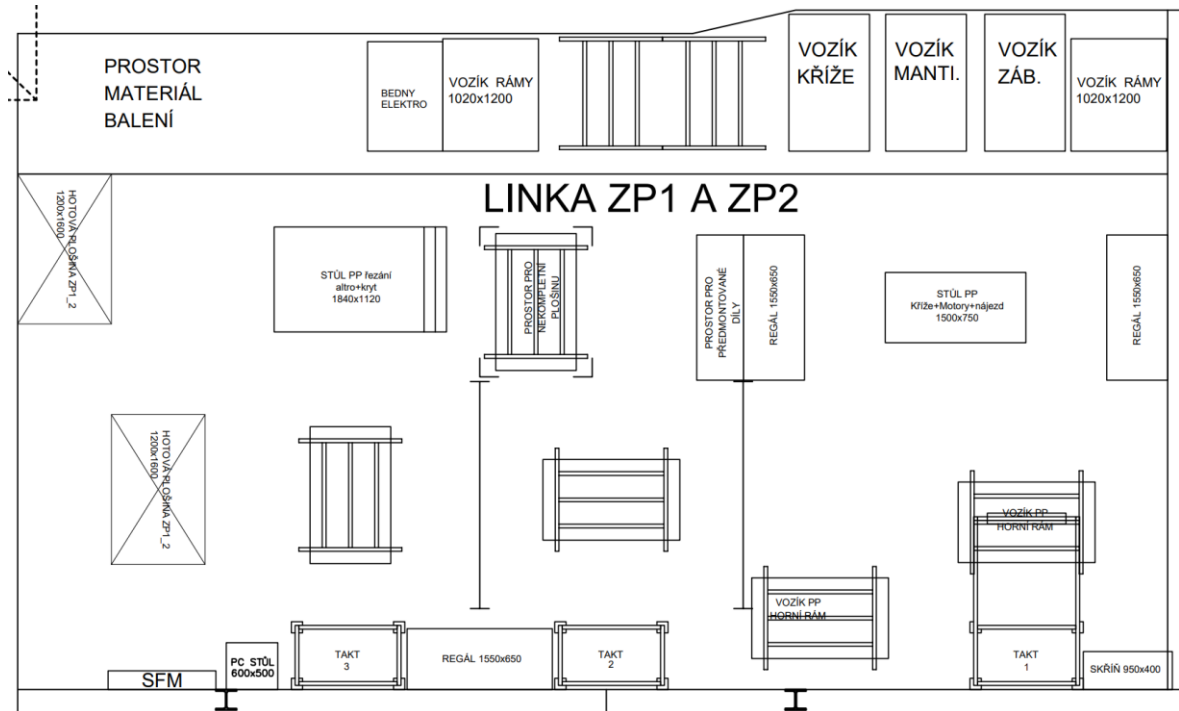 PROSTOR
MATERIÁL
BALENÍ
BEDNY
ELEKTRO
VOZÍK RÁMY
1020x1200
VOZÍK
KŘÍŽE
VOZÍK
MANTI.
VOZÍK
ZÁB.
VOZÍK RÁMY
1020x1200
LINKA ZP1 A ZP2
HOTOVÁ PLOŠINA ZP1_2
1200x1600
STŮL PP řezání
altro+kryt
1840x1120
PROSTOR PRO
NEKOMPLETNÍ
PLOŠINU
PROSTOR PRO
PŘEDMONTOVANÉ
DÍLY
REGÁL 1550x650
STŮL PP
Kříže+Motory+nájezd
1500x750
REGÁL 1550x650
HOTOVÁ PLOŠINA ZP1_2
1200x1600
VOZÍK PP
HORNÍ RÁM
VOZÍK PP
HORNÍ RÁM
SFM
PC STŮL
600x500
TAKT
3
REGÁL 1550x650
TAKT
2
TAKT
1
SKŘÍŇ 950x400